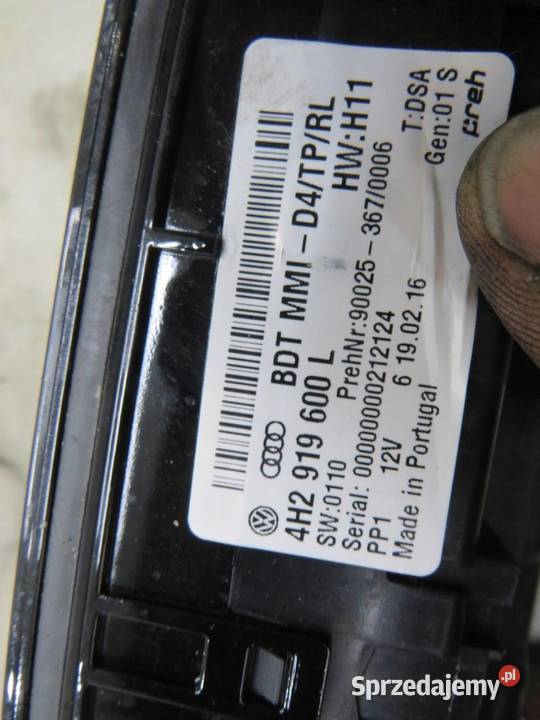 BDT MMI - D4/TP/RL
4H2 919 600 L HW:H11
SW:0110 PrehNr:90025-367/0006
Serial: 00000000212124 T:DSA
PP1 12V 6 19.02.16 Gen:01 S
Made in Portugal preh
Sprzedajemy.pl